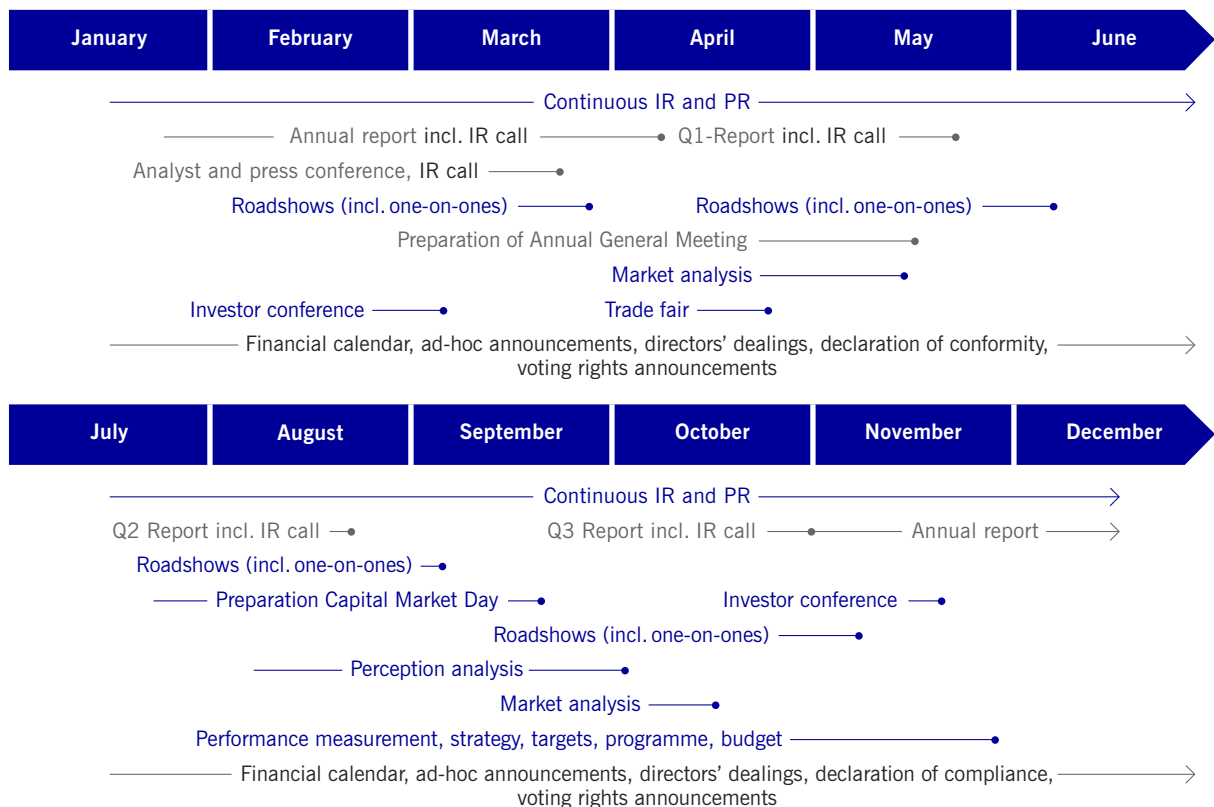 January February March April May June
Continuous IR and PR
Annual report incl. IR call Q1-Report incl. IR call
Analyst and press conference, IR call
Roadshows (incl. one-on-ones) Roadshows (incl. one-on-ones)
Preparation of Annual General Meeting
Market analysis
Investor conference Trade fair
Financial calendar, ad-hoc announcements, directors’ dealings, declaration of conformity,
voting rights announcements
July August September October November December
Continuous IR and PR
Q2 Report incl. IR call Q3 Report incl. IR call Annual report
Roadshows (incl. one-on-ones)
Preparation Capital Market Day Investor conference
Roadshows (incl. one-on-ones)
Perception analysis
Market analysis
Performance measurement, strategy, targets, programme, budget
Financial calendar, ad-hoc announcements, directors’ dealings, declaration of compliance,
voting rights announcements